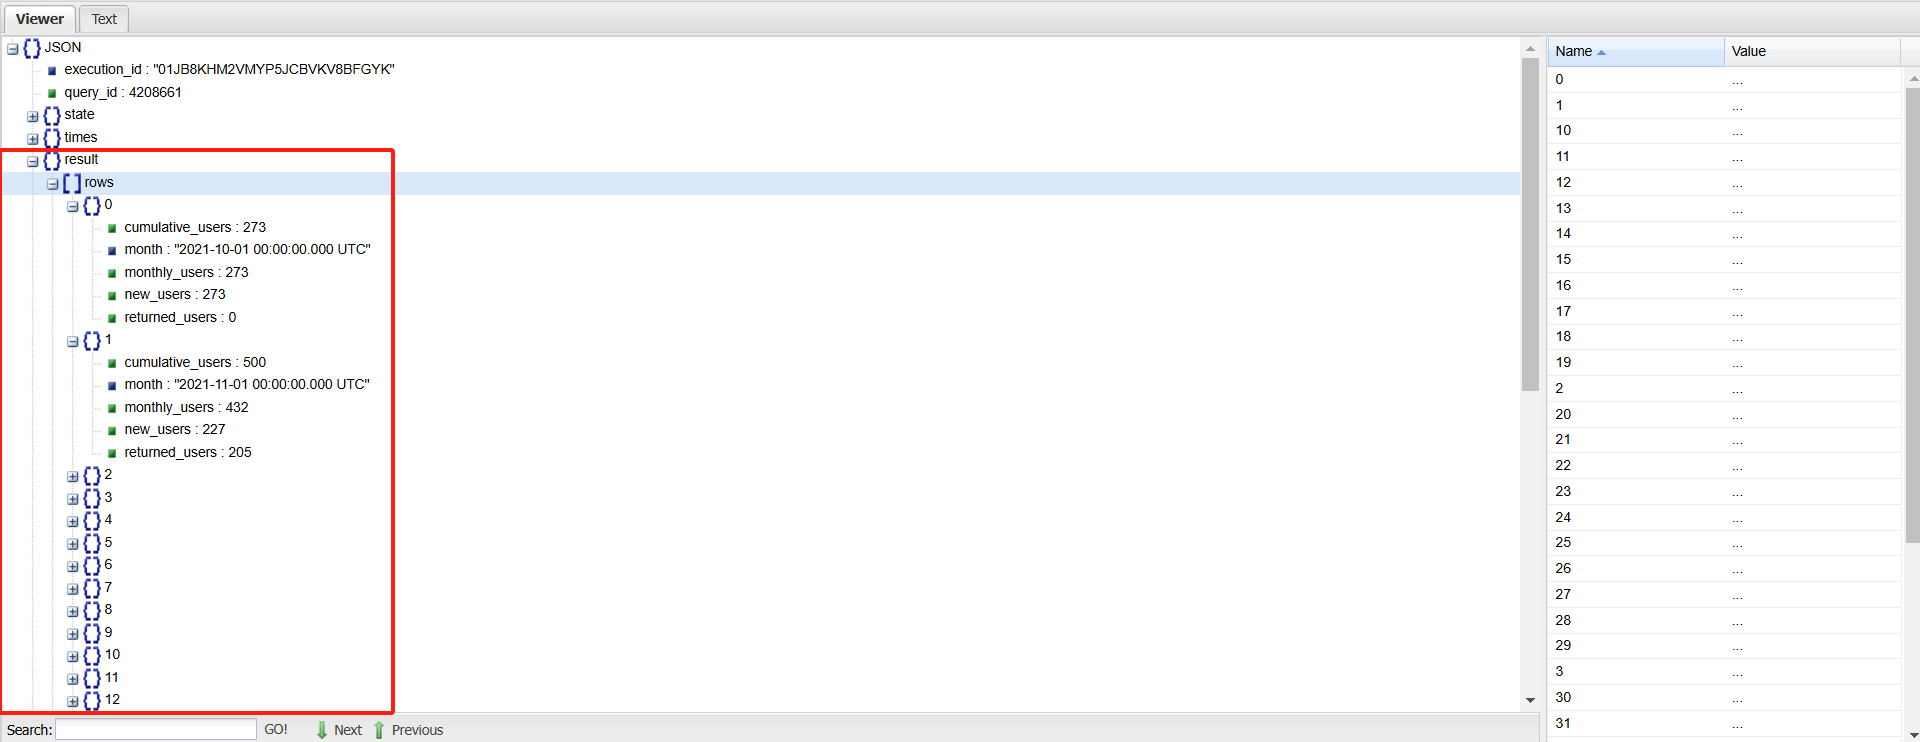 Viewer Text
JSON
execution_id : "01JB8KHM2VMYP5JCBVKV8BFGYK"
query_id : 4208661
state
times
result
rows
0
cumulative_users : 273
month : "2021-10-01 00:00:00.000 UTC"
monthly_users : 273
new_users : 273
returned_users : 0
1
cumulative_users : 500
month : "2021-11-01 00:00:00.000 UTC"
monthly_users : 432
new_users : 227
returned_users : 205
2
3
4
5
6
7
8
9
10
11
12
Search: GO! Next Previous
Name Value
0 ...
1 ...
10 ...
11 ...
12 ...
13 ...
14 ...
15 ...
16 ...
17 ...
18 ...
19 ...
2 ...
20 ...
21 ...
22 ...
23 ...
24 ...
25 ...
26 ...
27 ...
28 ...
29 ...
3 ...
30 ...
31 ...